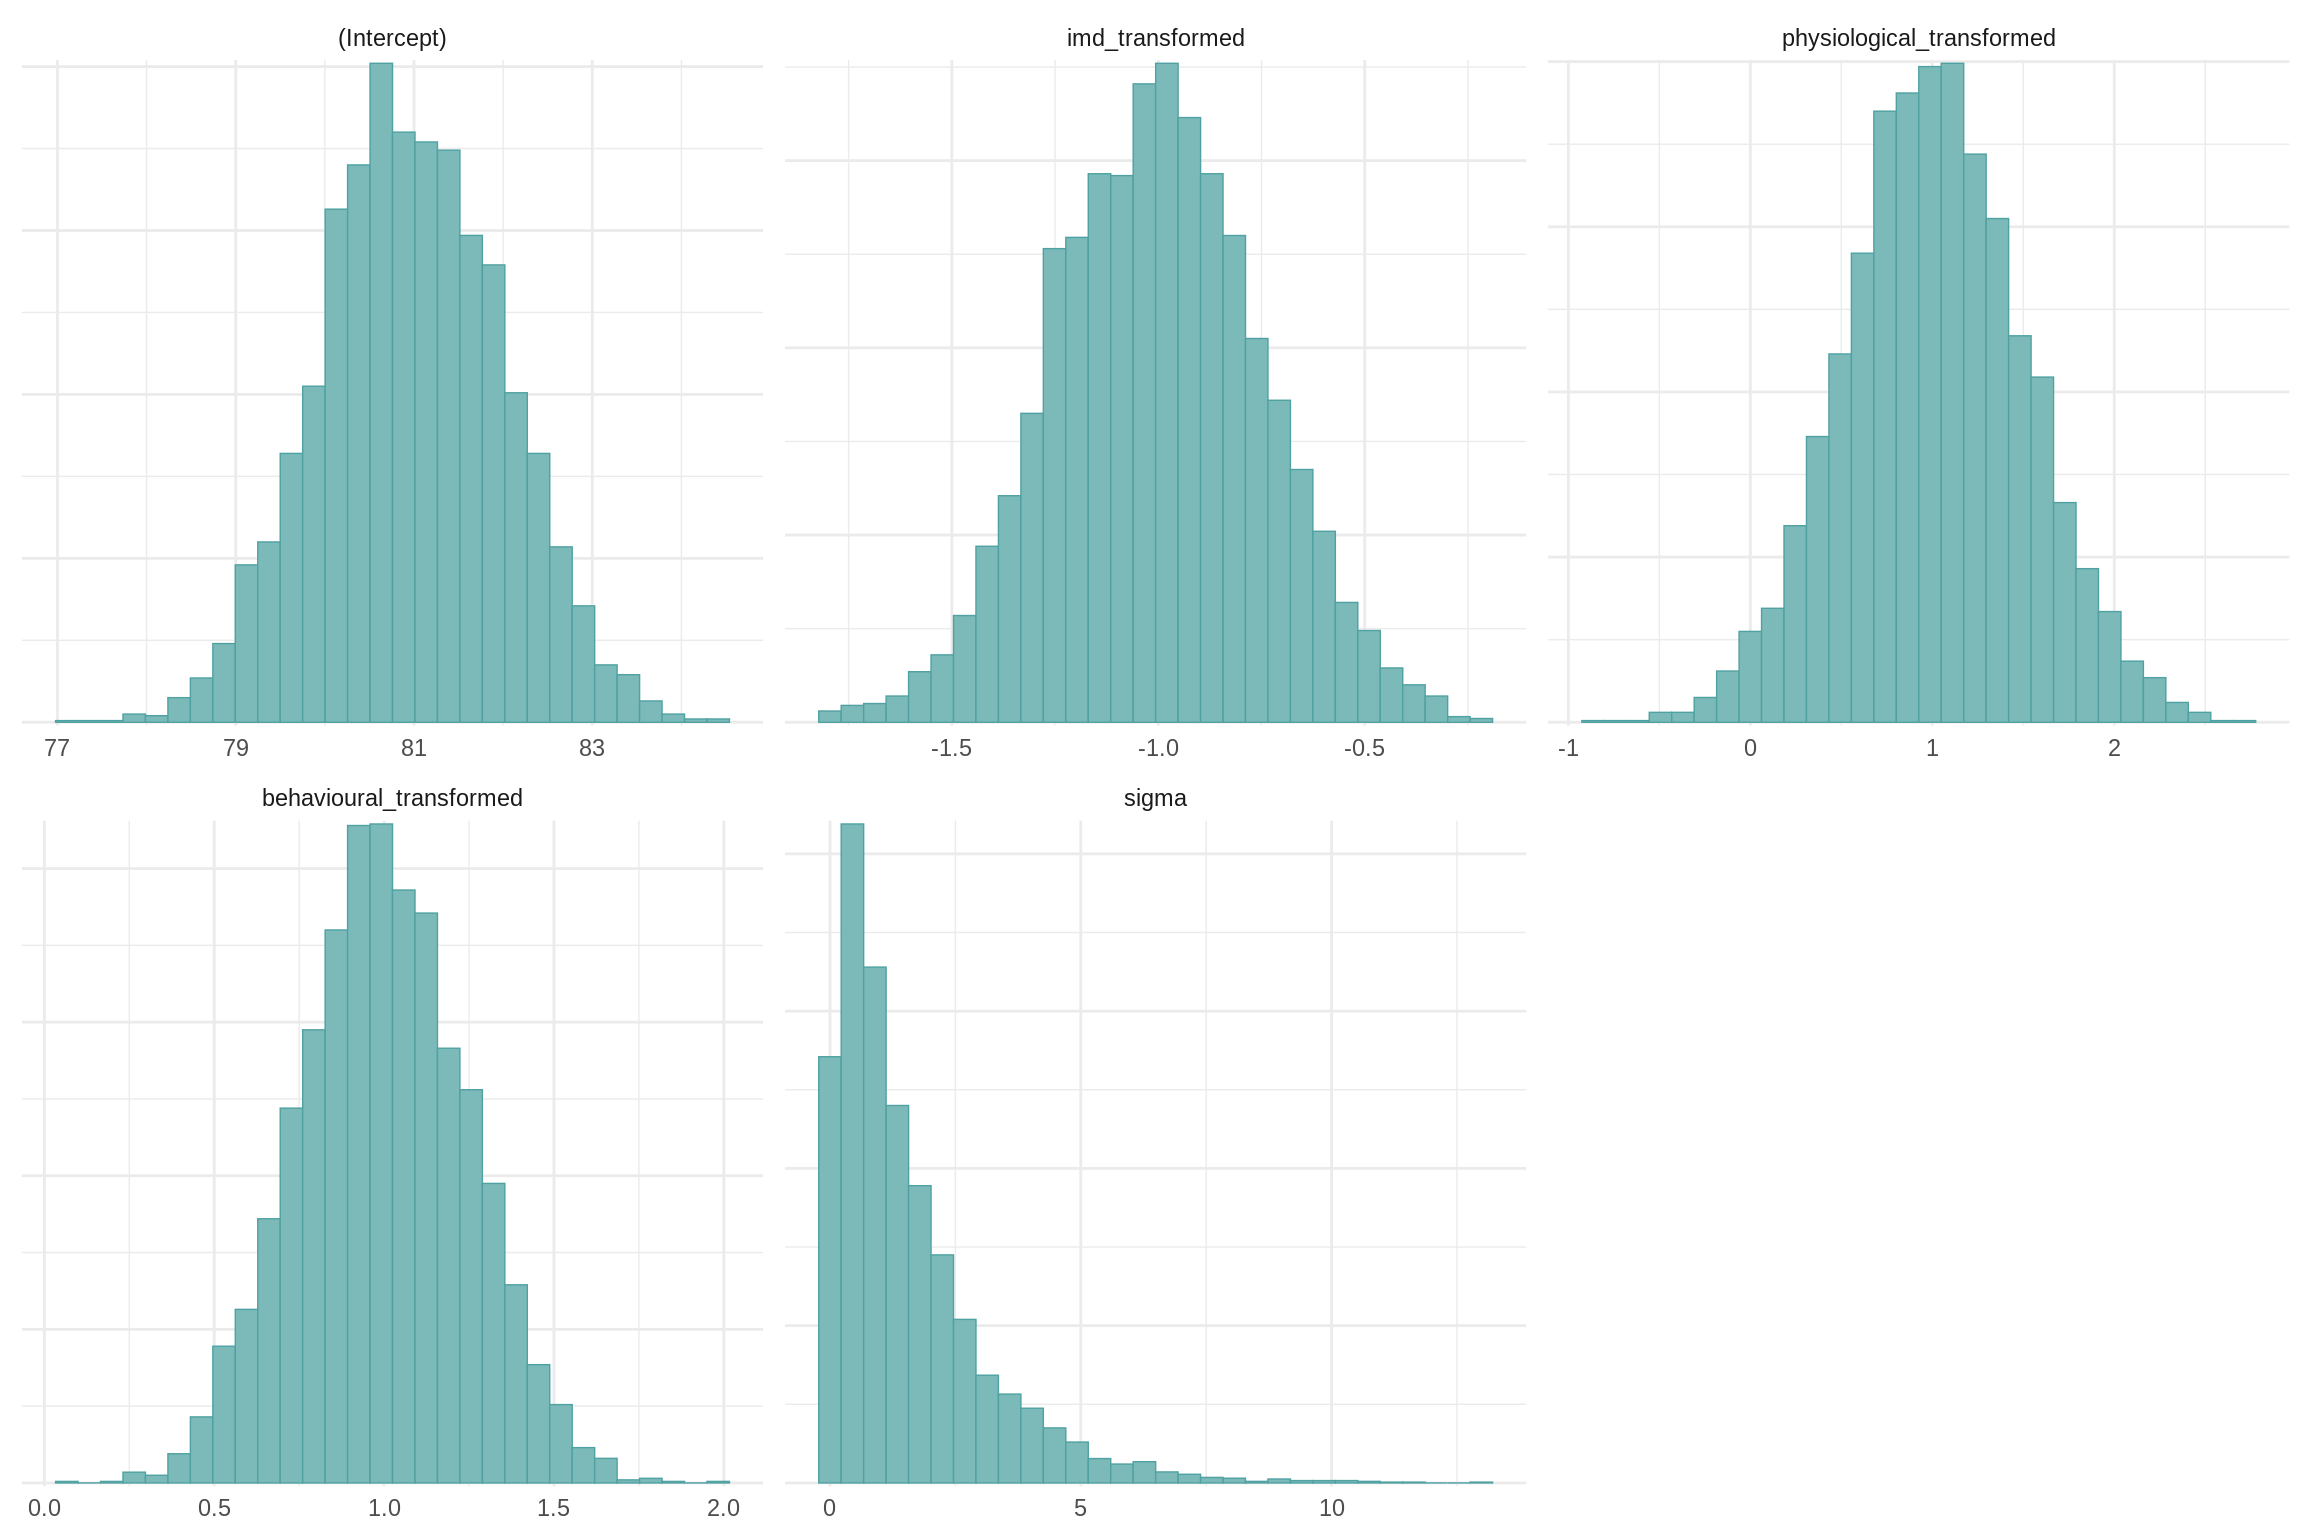 (Intercept)
imd_transformed
physiological_transformed
77 79 81 83
-1.5 -1.0 -0.5
-1 0 1 2
behavioural_transformed
sigma
0.0 0.5 1.0 1.5 2.0
0 5 10